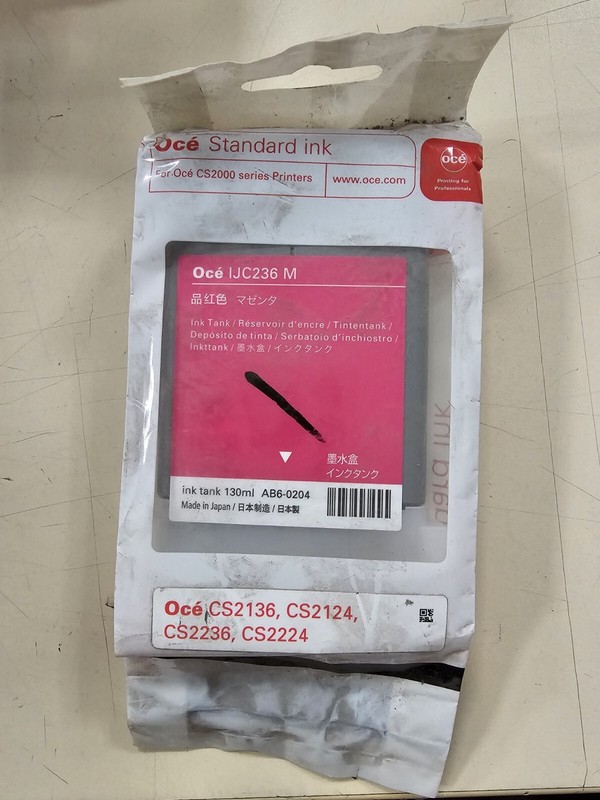 Océ Standard ink
For Océ CS2000 series Printers
www.oce.com
océ
Printing for
Professionals
Océ IJC236 M
品红色 マゼンタ
Ink Tank / Réservoir d'encre / Tintentank /
Depósito de tinta / Serbatoio d'inchiostro /
Inkttank / 墨水盒 / インクタンク
墨水盒
インクタンク
ink tank 130ml AB6-0204
Made in Japan / 日本制造 / 日本製
dard ink
Océ CS2136, CS2124,
CS2236, CS2224